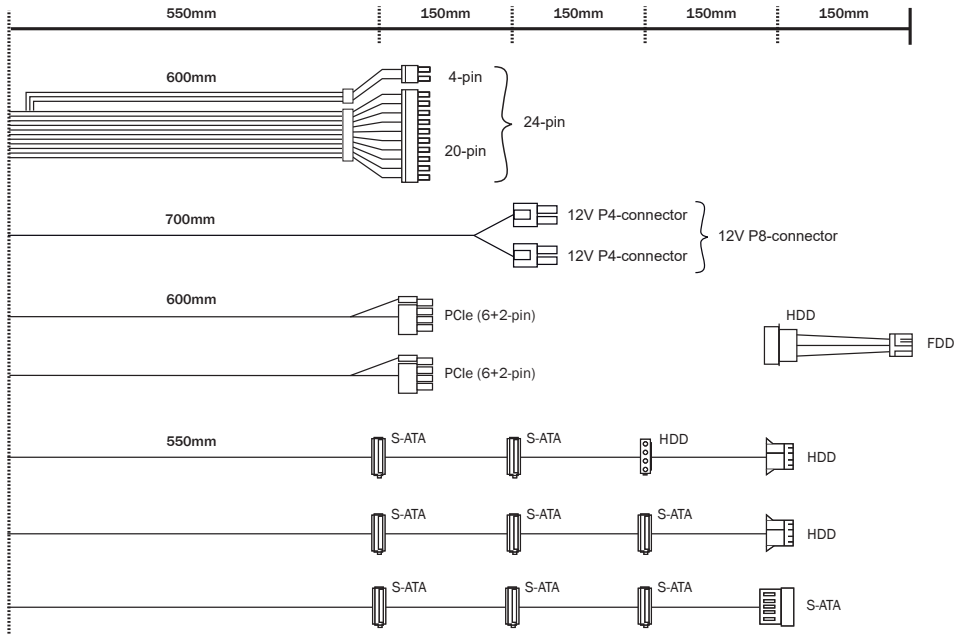 550mm 150mm 150mm 150mm 150mm
600mm
4-pin
24-pin
20-pin
700mm
12V P4-connector
12V P8-connector
12V P4-connector
600mm
PCIe (6+2-pin)
HDD
FDD
PCIe (6+2-pin)
550mm
S-ATA S-ATA HDD
HDD
S-ATA S-ATA S-ATA
HDD
S-ATA S-ATA S-ATA
S-ATA